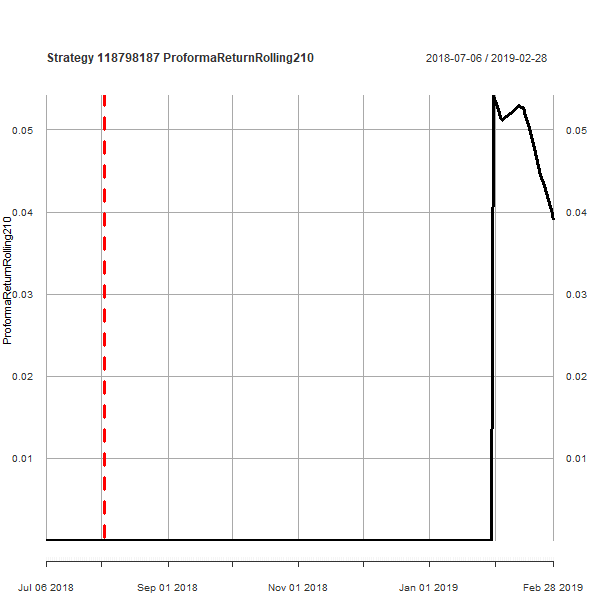 Strategy 118798187 ProformaReturnRolling210
2018-07-06 / 2019-02-28
ProformaReturnRolling210
0.05
0.04
0.03
0.02
0.01
0.05
0.04
0.03
0.02
0.01
Jul 06 2018
Sep 01 2018
Nov 01 2018
Jan 01 2019
Feb 28 2019